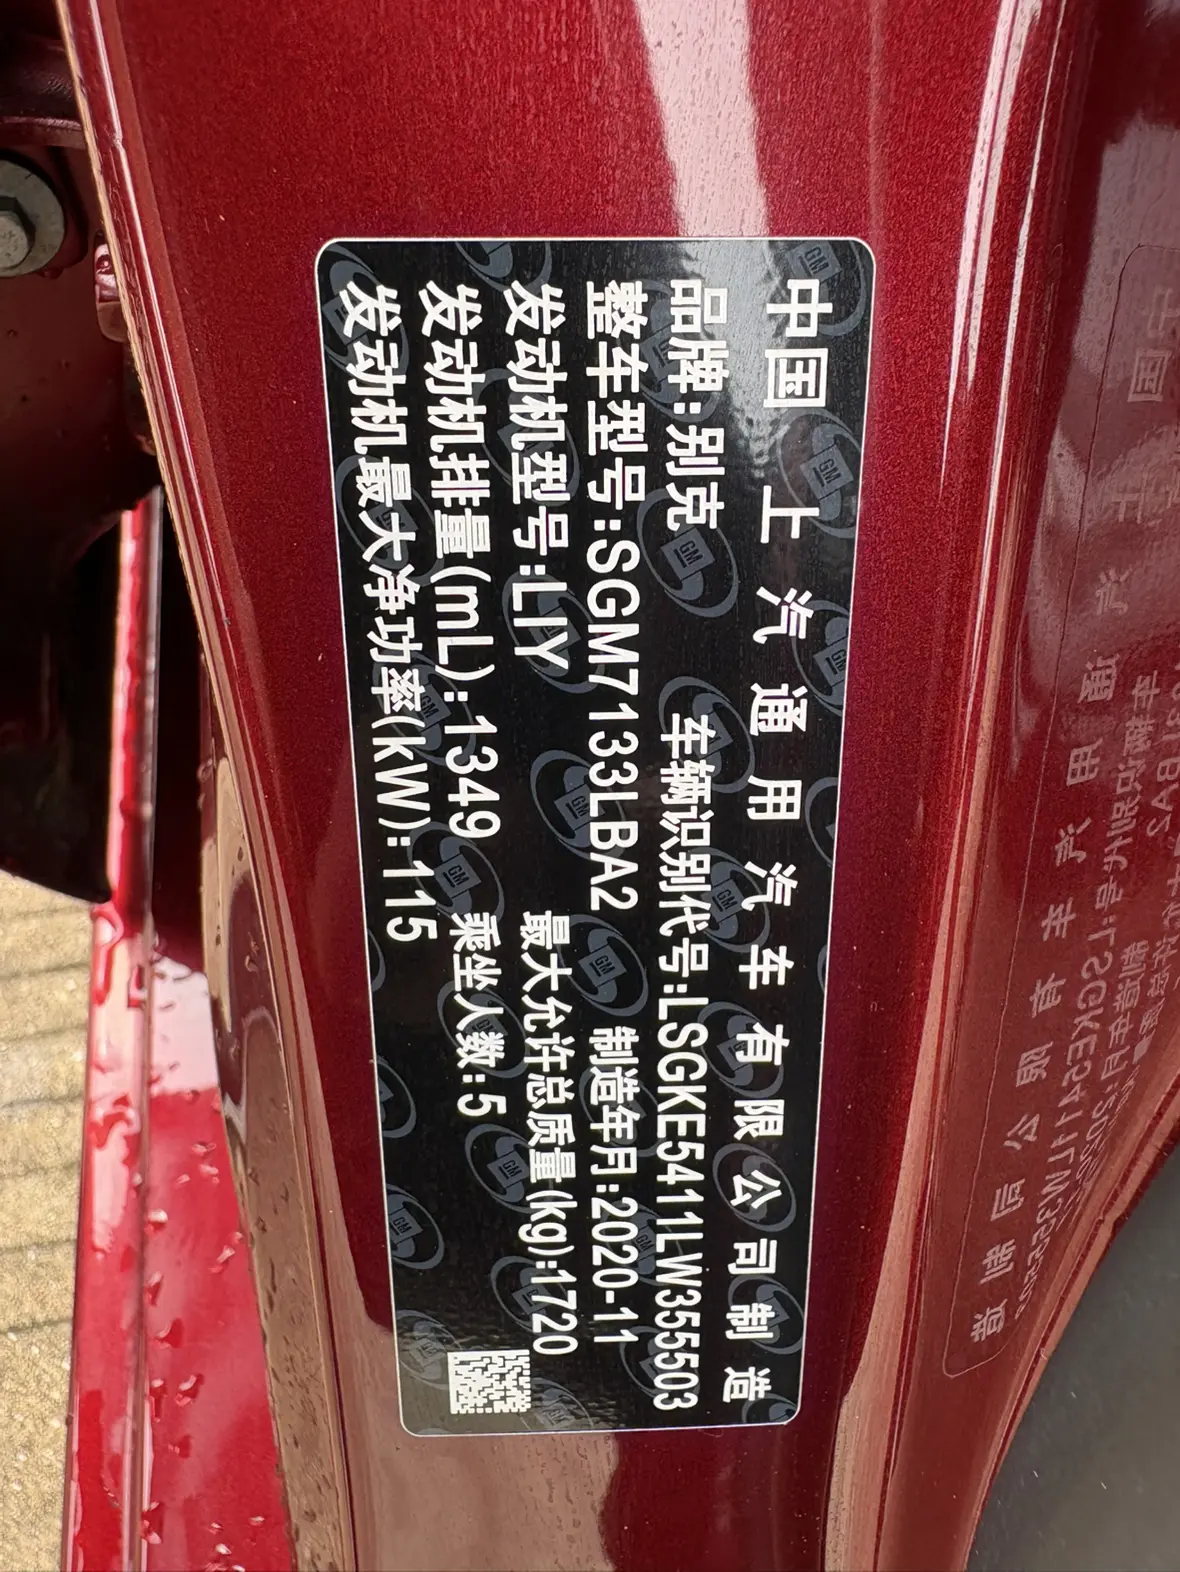 中国上汽通用汽车有限公司制造
品牌:别克 车辆识别代号:LSGKE5411LW355503
整车型号:SGM7133LBA2 制造年月:2020-11
发动机型号:LIY 最大允许总质量(kg):1720
发动机排量(mL):1349 乘坐人数:5
发动机最大净功率(kW):115